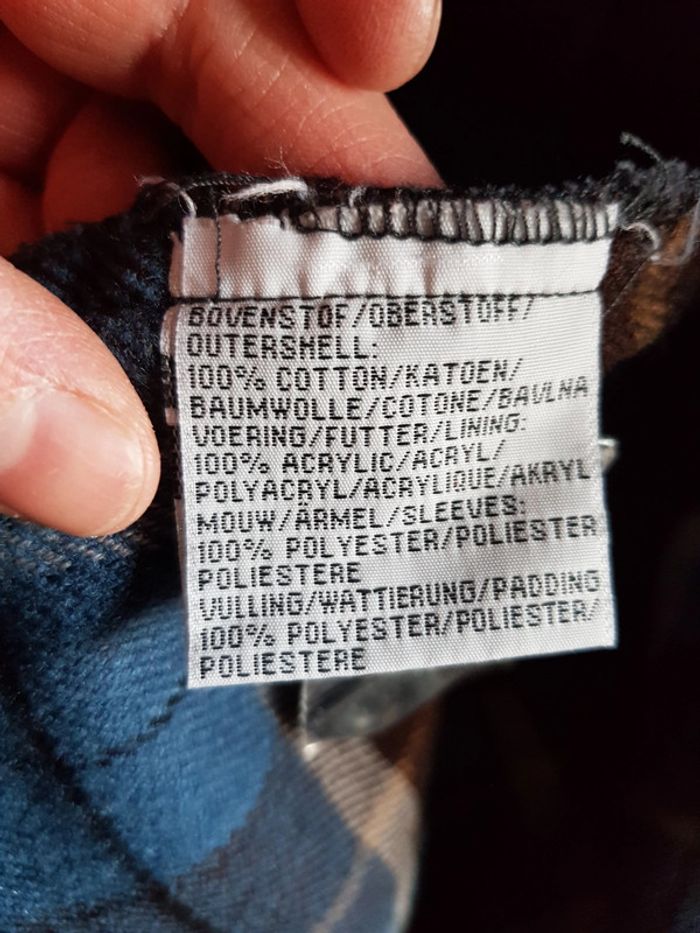 BOVENSTOF/OBERSTOFF/
OUTERSHELL:
100% COTTON/KATOEN/
BAUMWOLLE/COTONE/BAVLNA
VOERING/FUTTER/LINING:
100% ACRYLIC/ACRYL/
POLYACRYL/ACRYLIQUE/AKRYL
MOUW/ÄRMEL/SLEEVES:
100% POLYESTER/POLIESTER
POLIESTERE
VULLING/WATTIERUNG/PADDING
100% POLYESTER/POLIESTER/
POLIESTERE